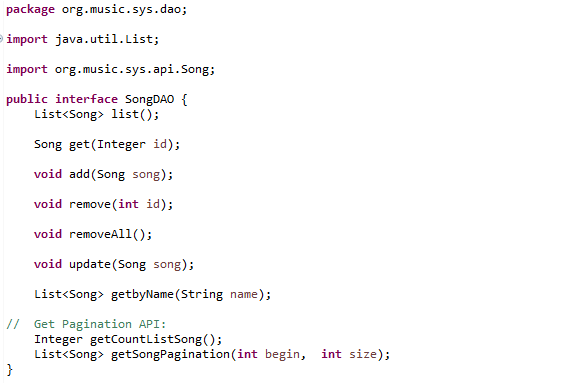 package org.music.sys.dao;
import java.util.List;
import org.music.sys.api.Song;
public interface SongDAO {
    List<Song> list();
    Song get(Integer id);
    void add(Song song);
    void remove(int id);
    void removeAll();
    void update(Song song);
    List<Song> getbyName(String name);
//  Get Pagination API:
    Integer getCountListSong();
    List<Song> getSongPagination(int begin,  int size);
}